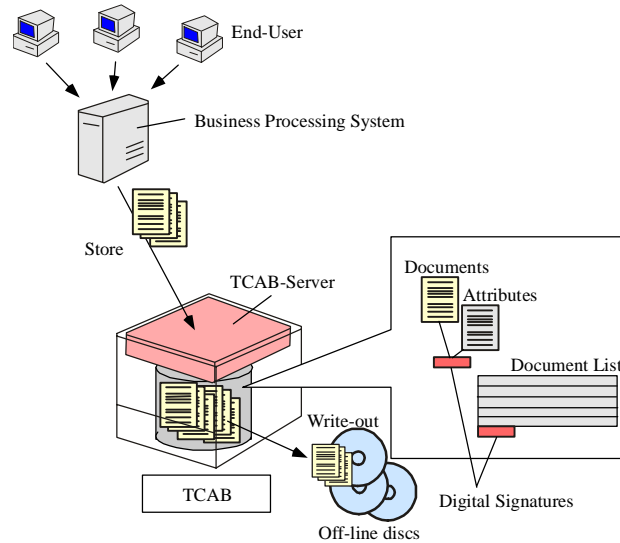 End-User
Business Processing System
Store
TCAB-Server
Documents
Attributes
Document List
Write-out
TCAB
Digital Signatures
Off-line discs